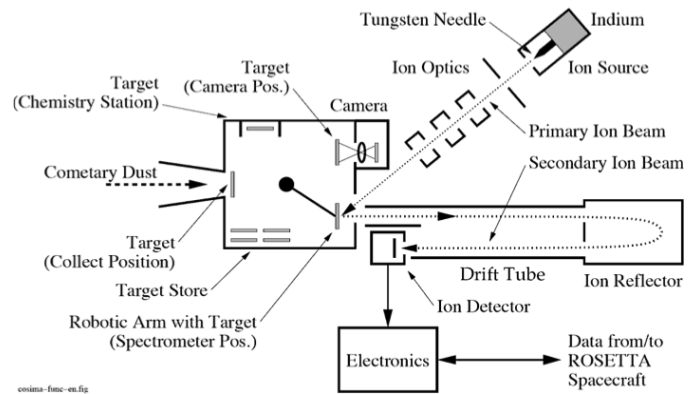 Tungsten Needle
Indium
Target
(Chemistry Station)
Target
(Camera Pos.)
Ion Optics
Ion Source
Camera
Primary Ion Beam
Cometary Dust
Secondary Ion Beam
Target
(Collect Position)
Drift Tube
Ion Reflector
Target Store
Ion Detector
Robotic Arm with Target
(Spectrometer Pos.)
Electronics
Data from/to
ROSETTA
Spacecraft
cosima-func-en.fig